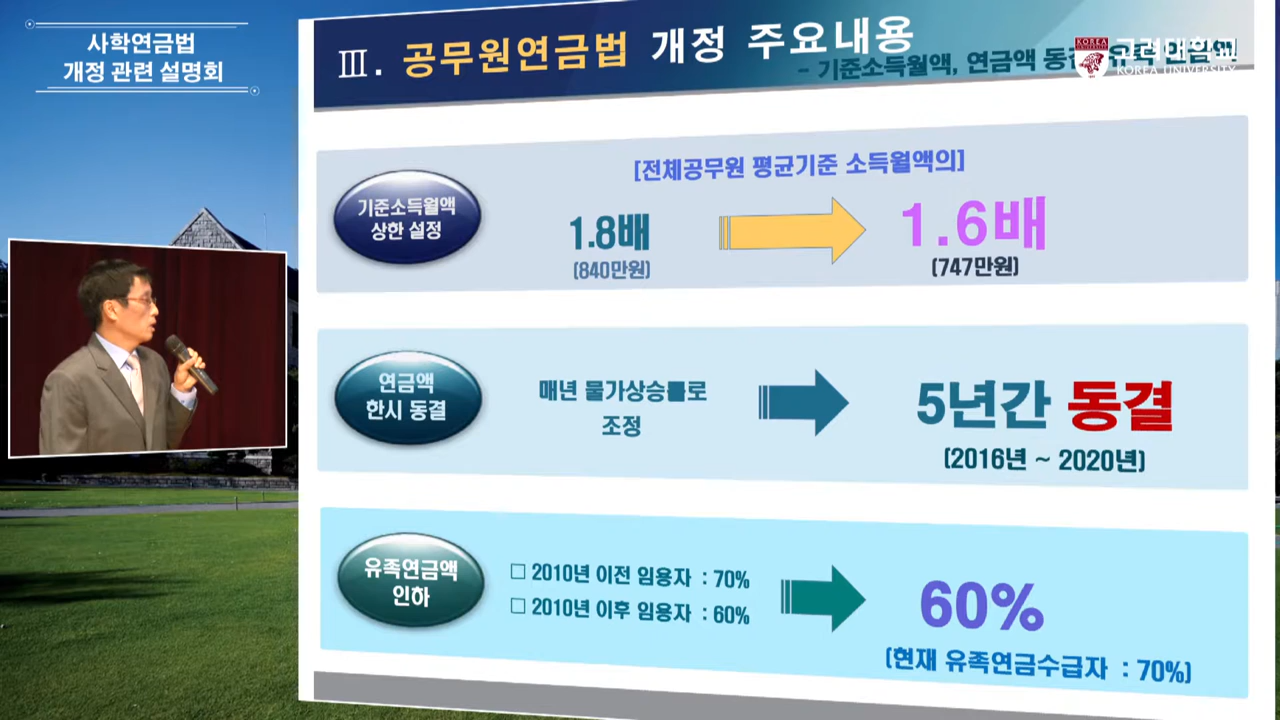 사학연금법
개정 관련 설명회
Ⅲ. 공무원연금법 개정 주요내용
- 기준소득월액, 연금액 동결, 유족연금액
KOREA
UNIVERSITY
고려대학교
KOREA UNIVERSITY
기준소득월액
상한 설정
[전체공무원 평균기준 소득월액의]
1.8배
(840만원)
1.6배
(747만원)
연금액
한시 동결
매년 물가상승률로
조정
5년간 동결
(2016년 ~ 2020년)
유족연금액
인하
□ 2010년 이전 임용자 : 70%
□ 2010년 이후 임용자 : 60%
60%
(현재 유족연금수급자 : 70%)